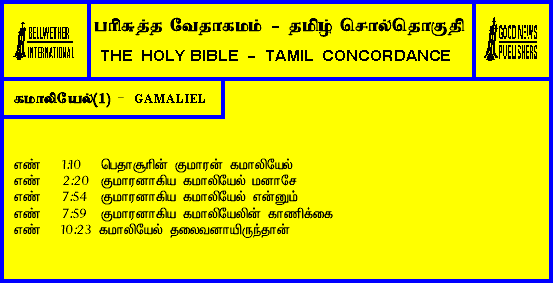 BELLWETHER
INTERNATIONAL
பரிசுத்த வேதாகமம் - தமிழ் சொல்தொகுதி
THE HOLY BIBLE - TAMIL CONCORDANCE
GOOD NEWS
PUBLISHERS
கமாலியேல்(1) - GAMALIEL
எண் 1:10 பெதாசூரின் குமாரன் கமாலியேல்
எண் 2:20 குமாரனாகிய கமாலியேல் மனாசே
எண் 7:54 குமாரனாகிய கமாலியேல் என்னும்
எண் 7:59 குமாரனாகிய கமாலியேலின் காணிக்கை
எண் 10:23 கமாலியேல் தலைவனாயிருந்தான்